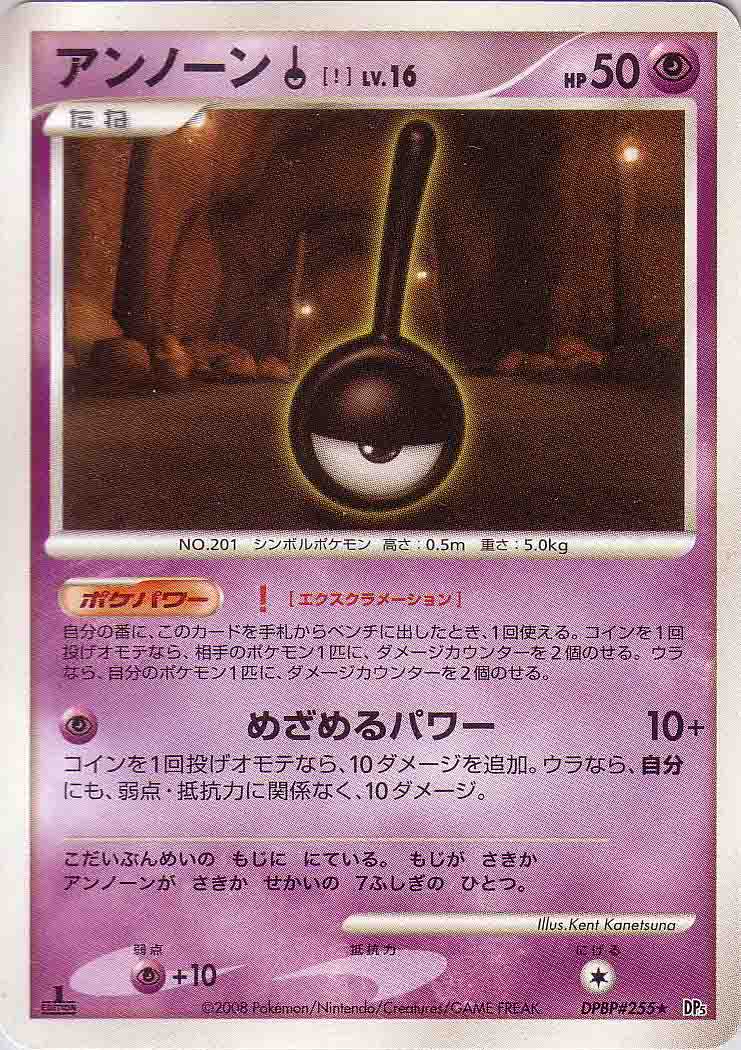 アンノーン [!] LV.16 HP 50
たね
NO.201 シンボルポケモン 高さ:0.5m 重さ:5.0kg
ポケパワー ! [エクスクラメーション]
自分の番に、このカードを手札からベンチに出したとき、1回使える。コインを1回
投げオモテなら、相手のポケモン1匹に、ダメージカウンターを2個のせる。ウラ
なら、自分のポケモン1匹に、ダメージカウンターを2個のせる。
めざめるパワー 10+
コインを1回投げオモテなら、10ダメージを追加。ウラなら、自分
にも、弱点・抵抗力に関係なく、10ダメージ。
こだいぶんめいの もじに にている。 もじが さきか
アンノーンが さきか せかいの 7ふしぎの ひとつ。
Illus.Kent Kanetsuna
弱点 抵抗力 にげる
+10
1 EDITION ©2008 Pokémon/Nintendo/Creatures/GAME FREAK. DPBP#255★ DP5